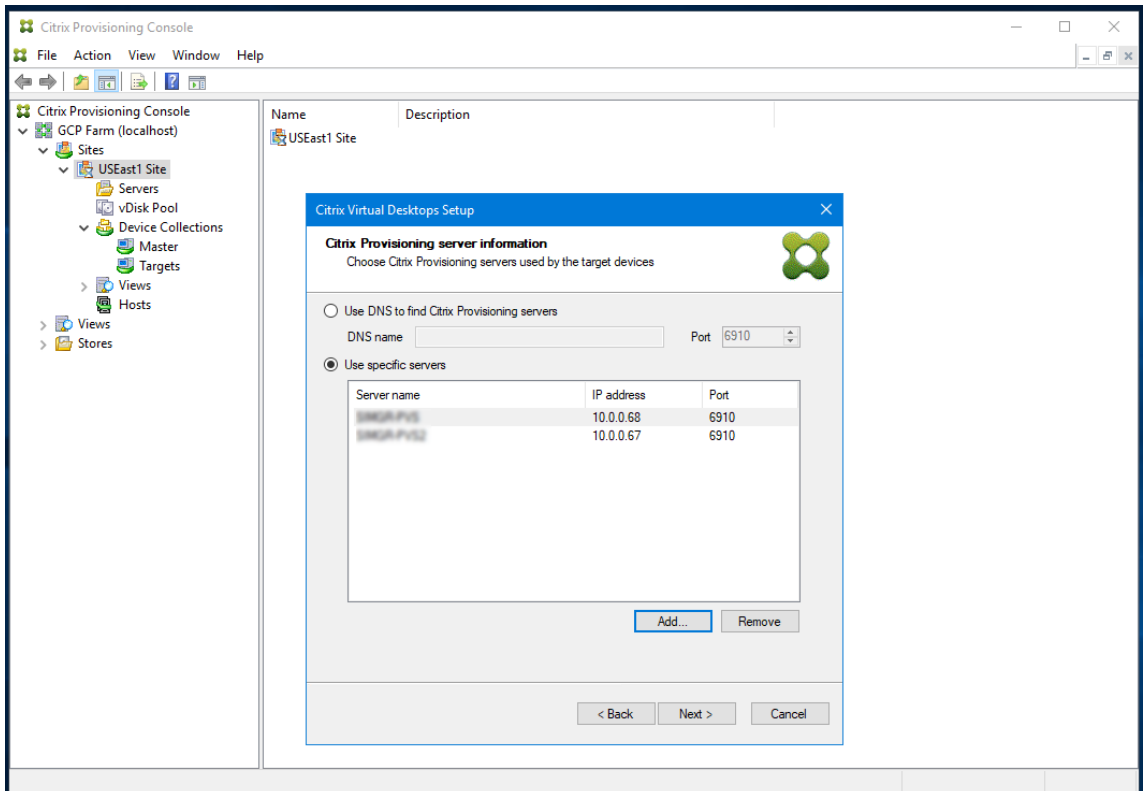 Citrix Provisioning Console
File Action View Window Help
Citrix Provisioning Console
GCP Farm (localhost)
Sites
USEast1 Site
Servers
vDisk Pool
Device Collections
Master
Targets
Views
Hosts
Views
Stores
Name Description
USEast1 Site
Citrix Virtual Desktops Setup
Citrix Provisioning server information
Choose Citrix Provisioning servers used by the target devices
Use DNS to find Citrix Provisioning servers
DNS name Port 6910
Use specific servers
Server name IP address Port
10.0.0.68 6910
10.0.0.67 6910
Add... Remove
< Back Next > Cancel